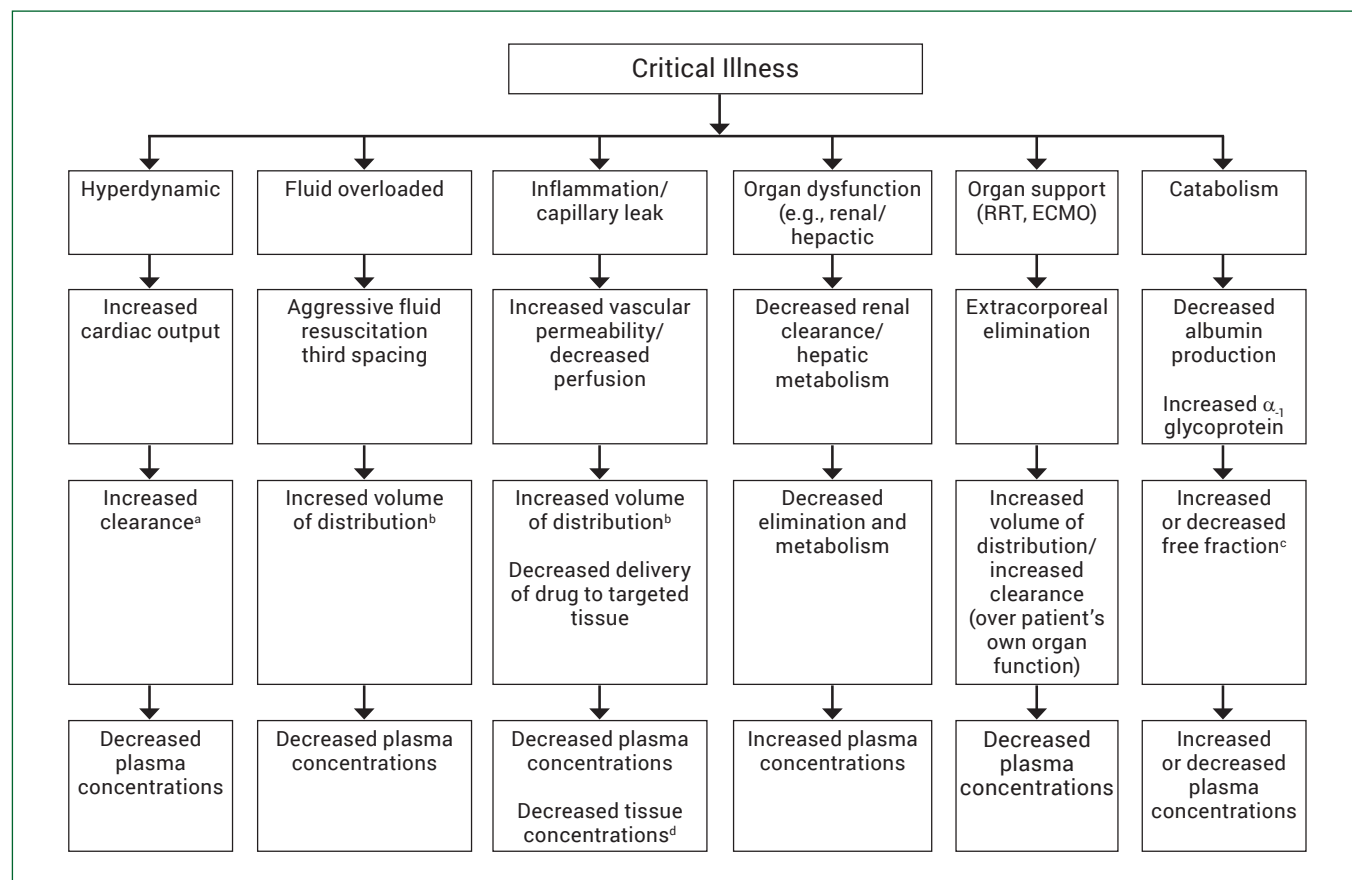 Critical Illness
Hyperdynamic
Fluid overloaded
Inflammation/
capillary leak
Organ dysfunction
(e.g., renal/
hepactic
Organ support
(RRT, ECMO)
Catabolism
Increased
cardiac output
Aggressive fluid
resuscitation
third spacing
Increased vascular
permeability/
decreased
perfusion
Decreased renal
clearance/
hepatic
metabolism
Extracorporeal
elimination
Decreased
albumin
production
Increased α-1
glycoprotein
Increased
clearanceᵃ
Incresed volume
of distributionᵇ
Increased volume
of distributionᵇ
Decreased delivery
of drug to targeted
tissue
Decreased
elimination and
metabolism
Increased
volume of
distribution/
increased
clearance
(over patient’s
own organ
function)
Increased
or decreased
free fractionᶜ
Decreased
plasma
concentrations
Decreased plasma
concentrations
Decreased plasma
concentrations
Decreased tissue
concentrationsᵈ
Increased plasma
concentrations
Decreased
plasma
concentrations
Increased
or decreased
plasma
concentrations